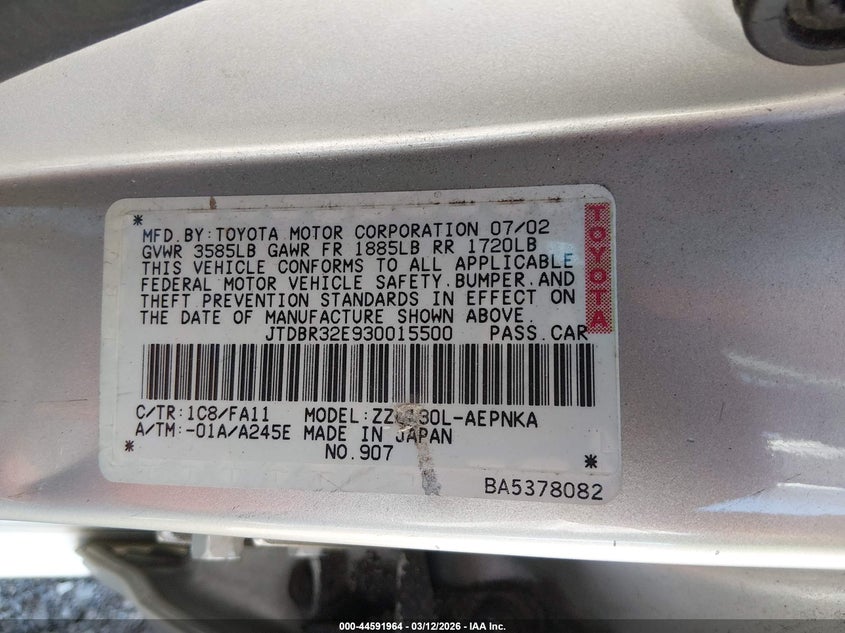 MFD.BY:TOYOTA MOTOR CORPORATION 07/02
GVWR 3585LB GAWR FR 1885LB RR 1720LB
THIS VEHICLE CONFORMS TO ALL APPLICABLE
FEDERAL MOTOR VEHICLE SAFETY,BUMPER,AND
THEFT PREVENTION STANDARDS IN EFFECT ON
THE DATE OF MANUFACTURE SHOWN ABOVE.
JTDBR32E930015500 PASS.CAR
TOYOTA
C/TR:1C8/FA11 MODEL: 
A/TM:-01A/A245E MADE IN JAPAN
NO.907
BA5378082
000-44591964 | 03/12/2026 | IAA Inc.